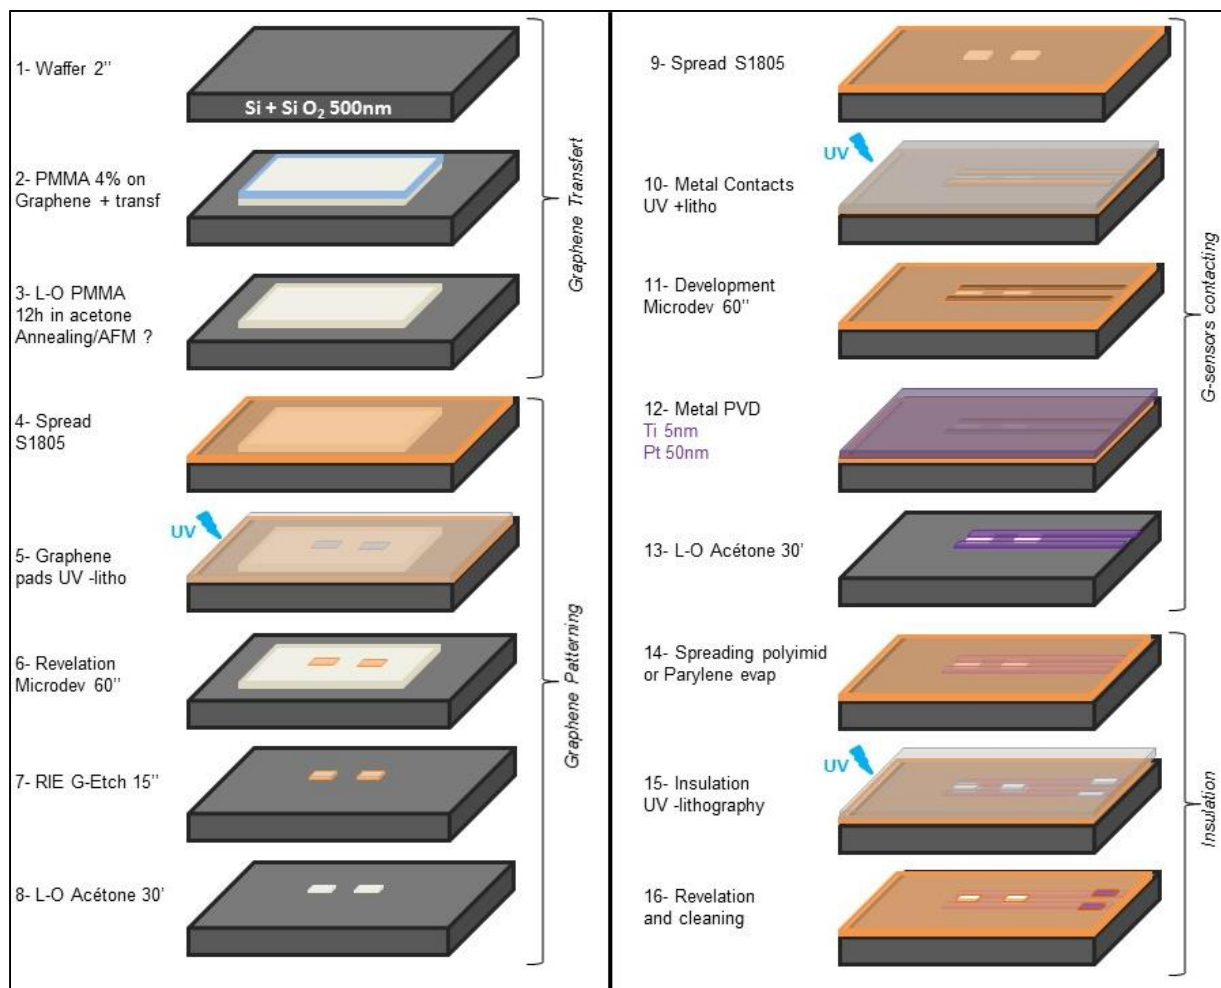 1- Waffer 2’’
Si + Si O2 500nm
2- PMMA 4% on
Graphene + transf
3- L-O PMMA
12h in acetone
Annealing/AFM ?
Graphene Transfert
4- Spread
S1805
UV
5- Graphene
pads UV -litho
6- Revelation
Microdev 60’’
7- RIE G-Etch 15’’
8- L-O Acétone 30’
Graphene Patterning
9- Spread S1805
UV
10- Metal Contacts
UV +litho
11- Development
Microdev 60’’
12- Metal PVD
Ti 5nm
Pt 50nm
13- L-O Acétone 30’
G-sensors contacting
14- Spreading polyimid
or Parylene evap
UV
15- Insulation
UV -lithography
16- Revelation
and cleaning
Insulation